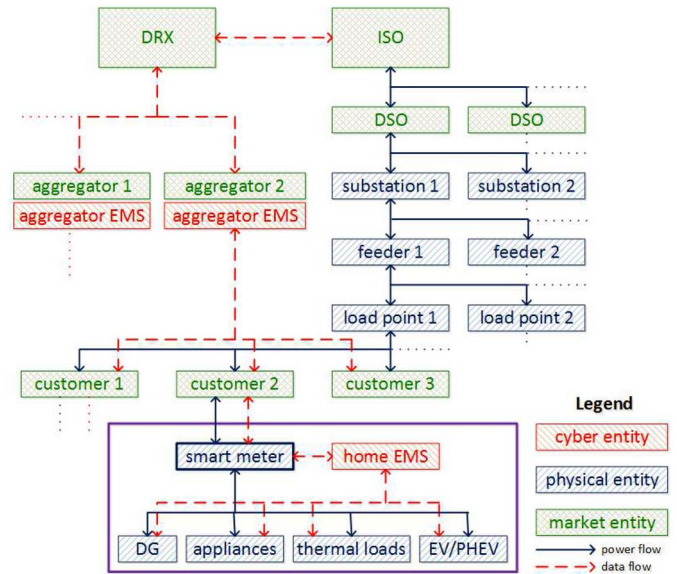 DRX
ISO
DSO
DSO
aggregator 1
aggregator 2
substation 1
substation 2
aggregator EMS
aggregator EMS
feeder 1
feeder 2
load point 1
load point 2
customer 1
customer 2
customer 3
Legend
cyber entity
smart meter
home EMS
physical entity
market entity
DG
appliances
thermal loads
EV/PHEV
power flow
data flow